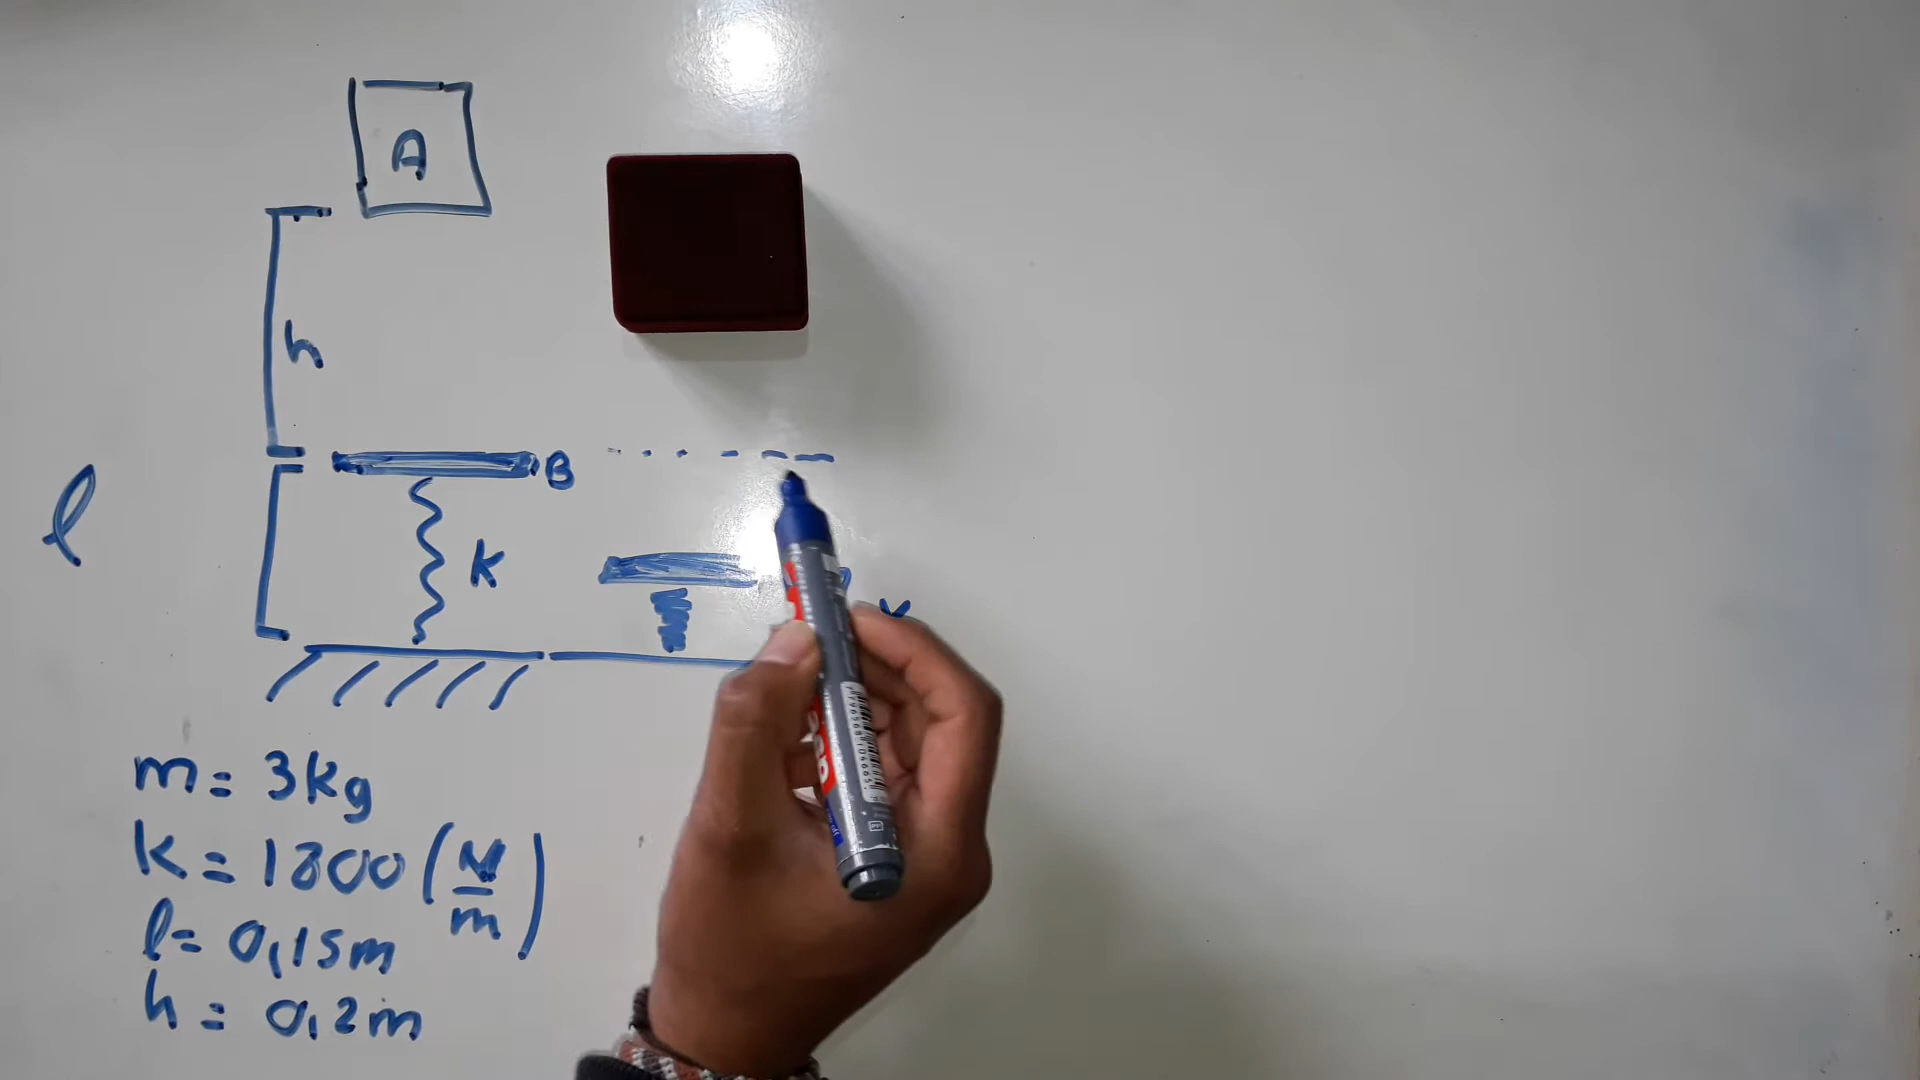 A
h
B
l
K
m = 3kg
K = 1800 (N/m)
l = 0,15m
h = 0,2m